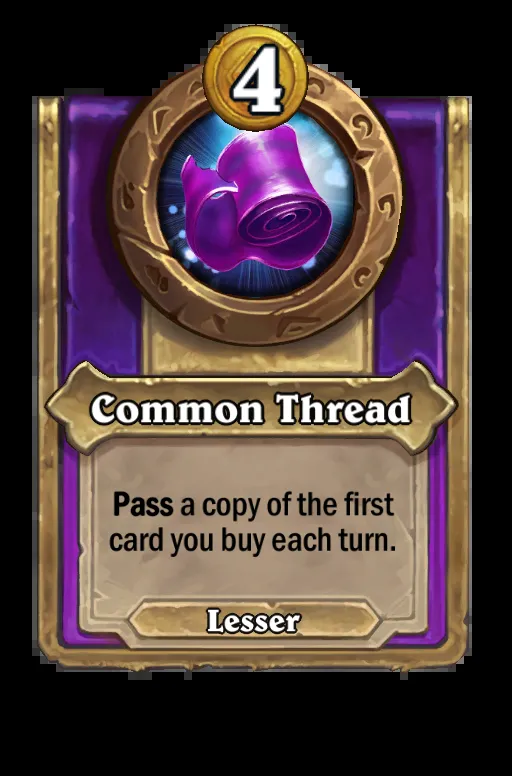 4
Common Thread
Pass a copy of the first
card you buy each turn.
Lesser